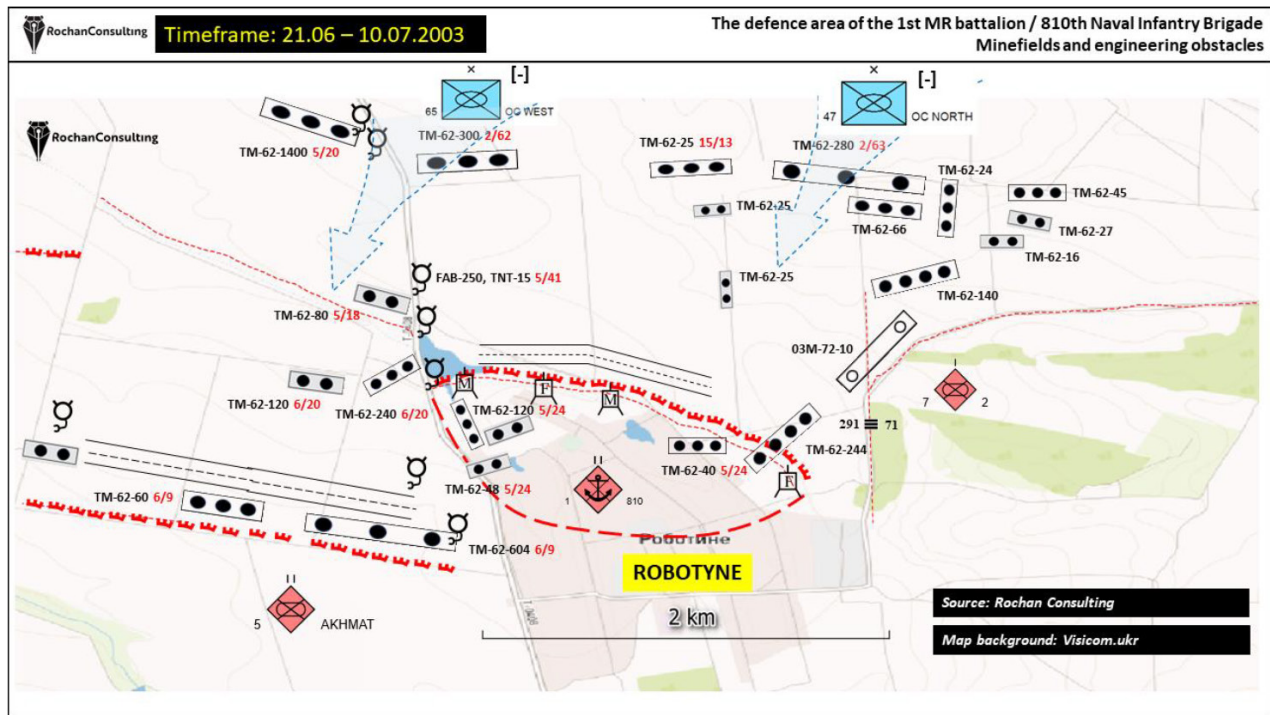 RochanConsulting
Timeframe: 21.06 – 10.07.2003
The defence area of the 1st MR battalion / 810th Naval Infantry Brigade
Minefields and engineering obstacles
[-]
65
OC WEST
[-]
47
OC NORTH
RochanConsulting
TM-62-1400 5/20
TM-62-300 2/62
TM-62-25 15/13
TM-62-280 2/63
TM-62-24
TM-62-45
TM-62-25
TM-62-66
TM-62-27
TM-62-16
FAB-250, TNT-15 5/41
TM-62-25
TM-62-140
TM-62-80 5/18
03M-72-10
M
F
M
TM-62-120 6/20
TM-62-240 6/20
TM-62-120 5/24
7
2
291
71
TM-62-244
TM-62-40 5/24
TM-62-48 5/24
F
TM-62-60 6/9
1
810
TM-62-604 6/9
Роботине
ROBOTYNE
5
AKHMAT
2 km
Source: Rochan Consulting
Map background: Visicom.ukr